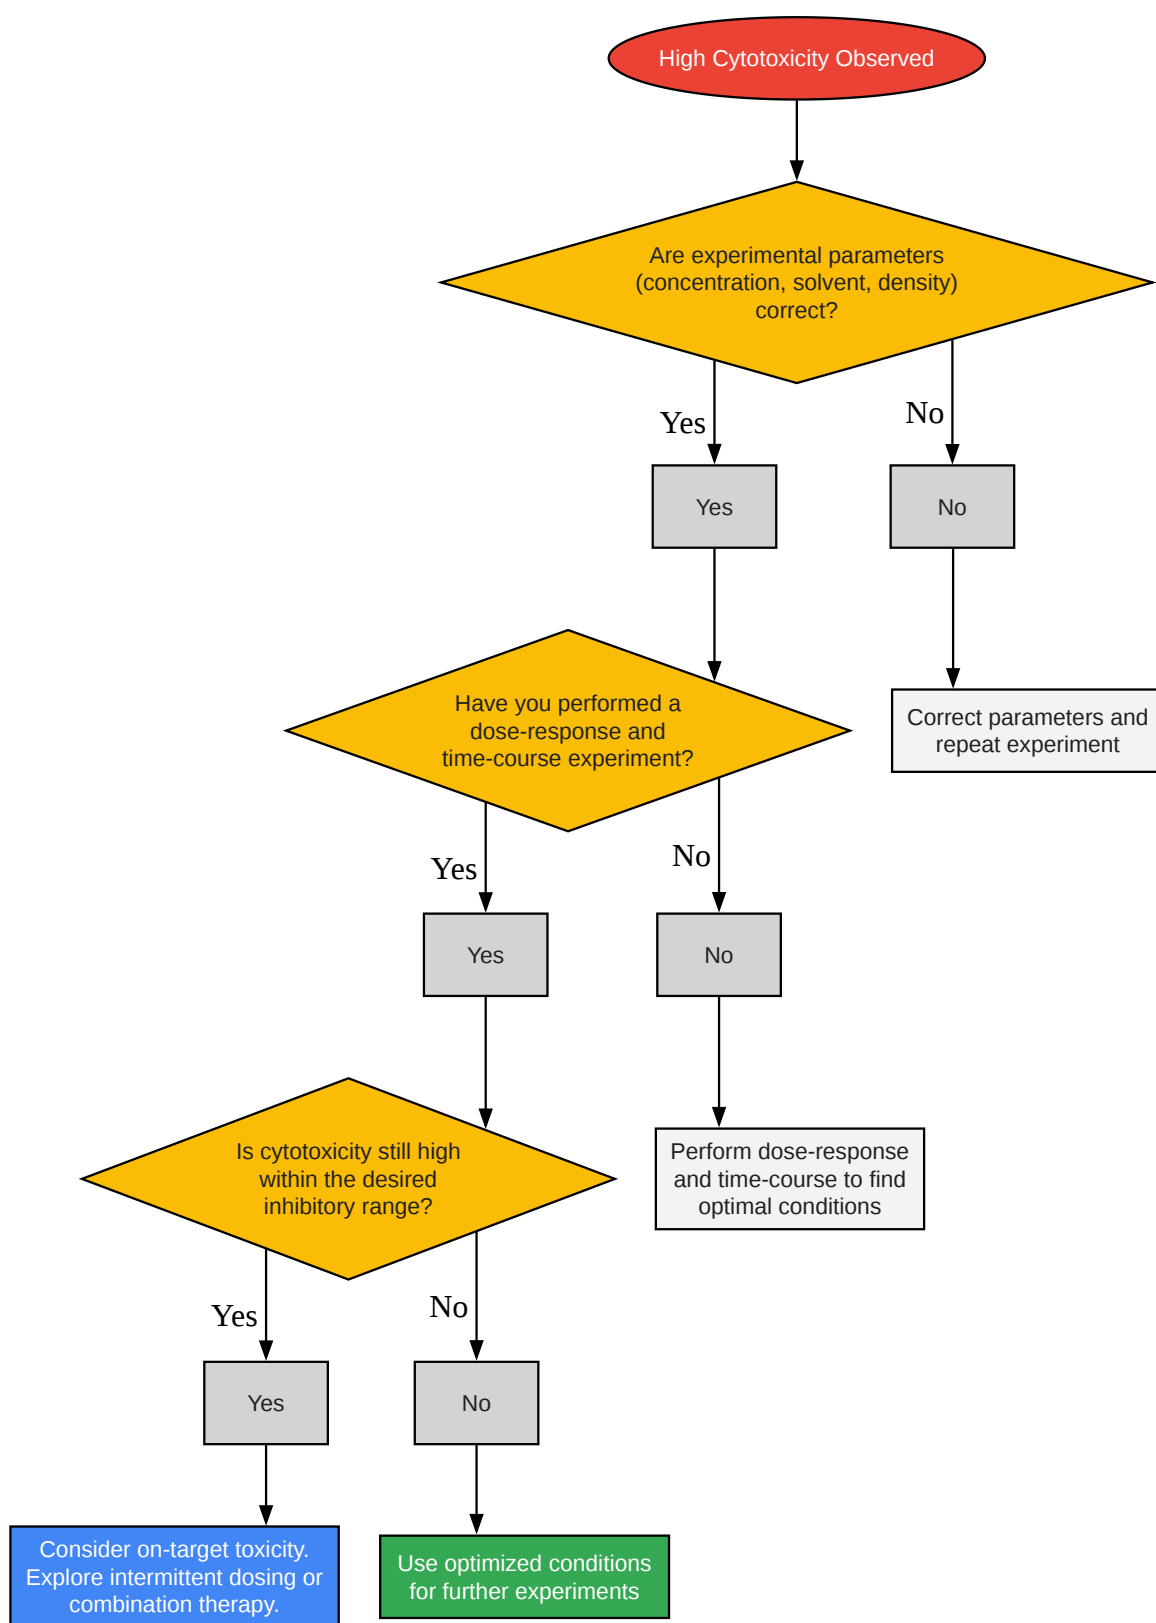 High Cytotoxicity Observed
Are experimental parameters
(concentration, solvent, density)
correct?
Yes
No
Yes
No
Have you performed a
dose-response and
time-course experiment?
Correct parameters and
repeat experiment
Yes
No
Yes
No
Is cytotoxicity still high
within the desired
inhibitory range?
Perform dose-response
and time-course to find
optimal conditions
Yes
No
Yes
No
Consider on-target toxicity.
Explore intermittent dosing or
combination therapy.
Use optimized conditions
for further experiments